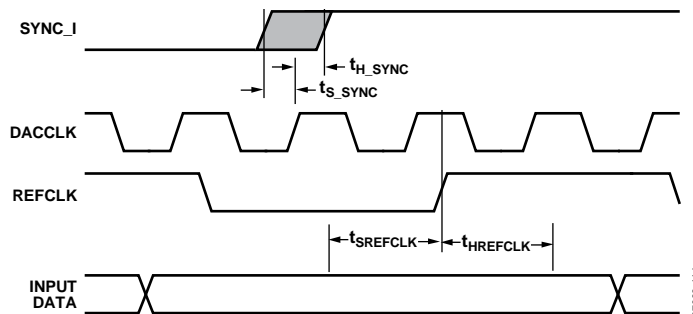 SYNC_I
tH_SYNC
tS_SYNC
DACCLK
REFCLK
tSREFCLK
tHREFCLK
INPUT
DATA